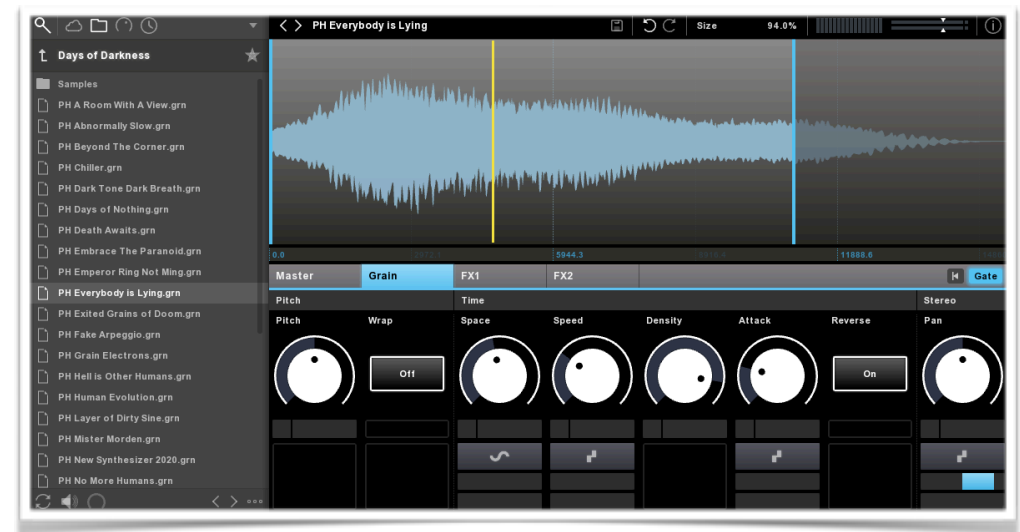 PH Everybody is Lying
Size 94.0%
Days of Darkness
Samples
PH A Room With A View.grn
PH Abnormally Slow.grn
PH Beyond The Corner.grn
PH Chiller.grn
PH Dark Tone Dark Breath.grn
PH Days of Nothing.grn
PH Death Awaits.grn
PH Embrace The Paranoid.grn
PH Emperor Ring Not Ming.grn
PH Everybody is Lying.grn
PH Exited Grains of Doom.grn
PH Fake Arpeggio.grn
PH Grain Electrons.grn
PH Hell is Other Humans.grn
PH Human Evolution.grn
PH Layer of Dirty Sine.grn
PH Mister Morden.grn
PH New Synthesizer 2020.grn
PH No More Humans.grn
0.0 5944.3 11888.6
Master Grain FX1 FX2 Gate
Pitch Time Stereo
Pitch Wrap Space Speed Density Attack Reverse Pan
Off On